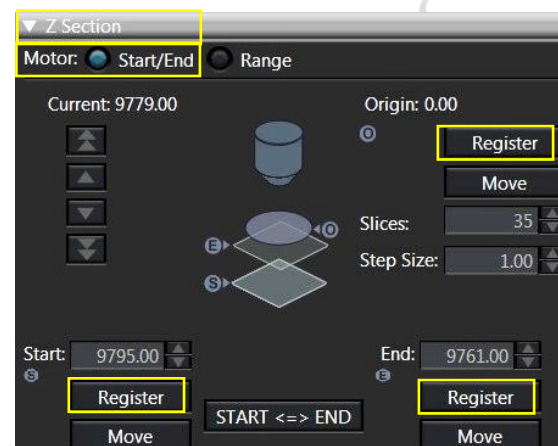 ▼ Z Section
Motor: Start/End Range
Current: 9779.00 Origin: 0.00
O Register
Move
Slices: 35
Step Size: 1.00
E O
S
Start: 9795.00 End: 9761.00
S E
Register Register
START <=> END
Move Move